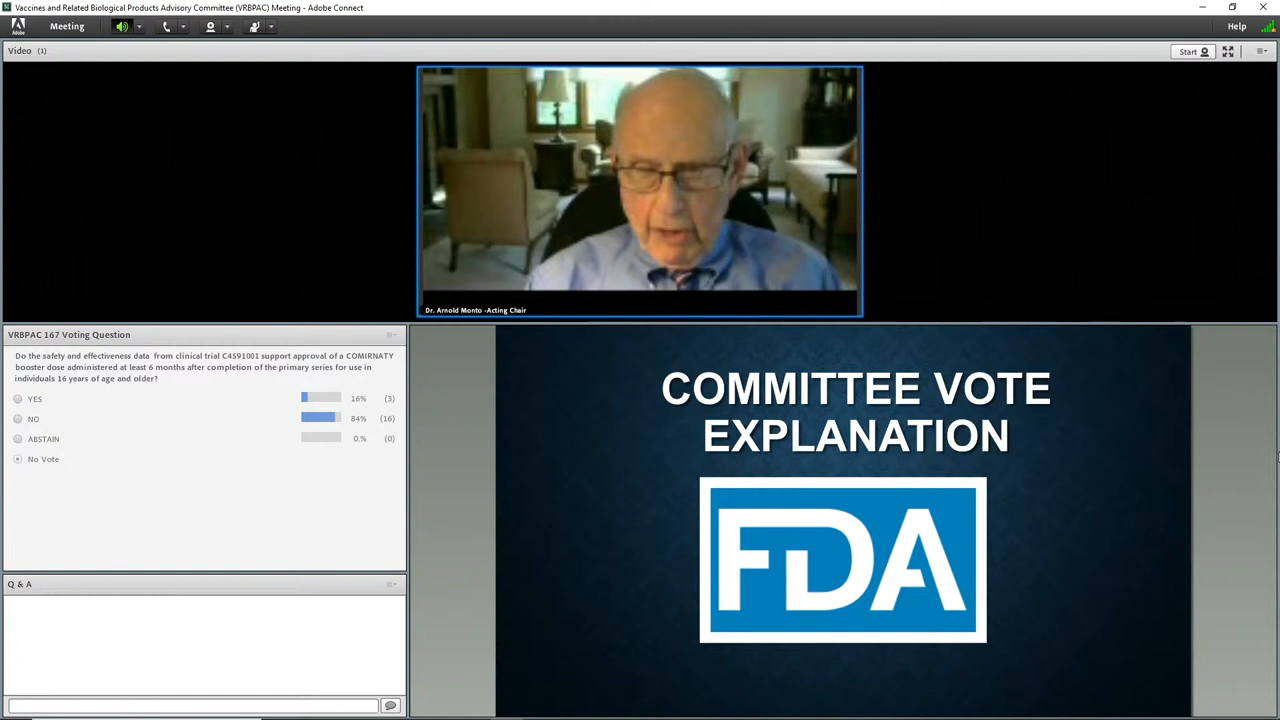 Vaccines and Related Biological Products Advisory Committee (VRBPAC) Meeting - Adobe Connect
Adobe
Meeting
Help
Video (1)
Start
Dr. Arnold Monto -Acting Chair
VRBPAC 167 Voting Question
Do the safety and effectiveness data from clinical trial C4591001 support approval of a COMIRNATY
booster dose administered at least 6 months after completion of the primary series for use in
individuals 16 years of age and older?
YES 16% (3)
NO 84% (16)
ABSTAIN 0.% (0)
No Vote
Q & A
COMMITTEE VOTE
EXPLANATION
FDA